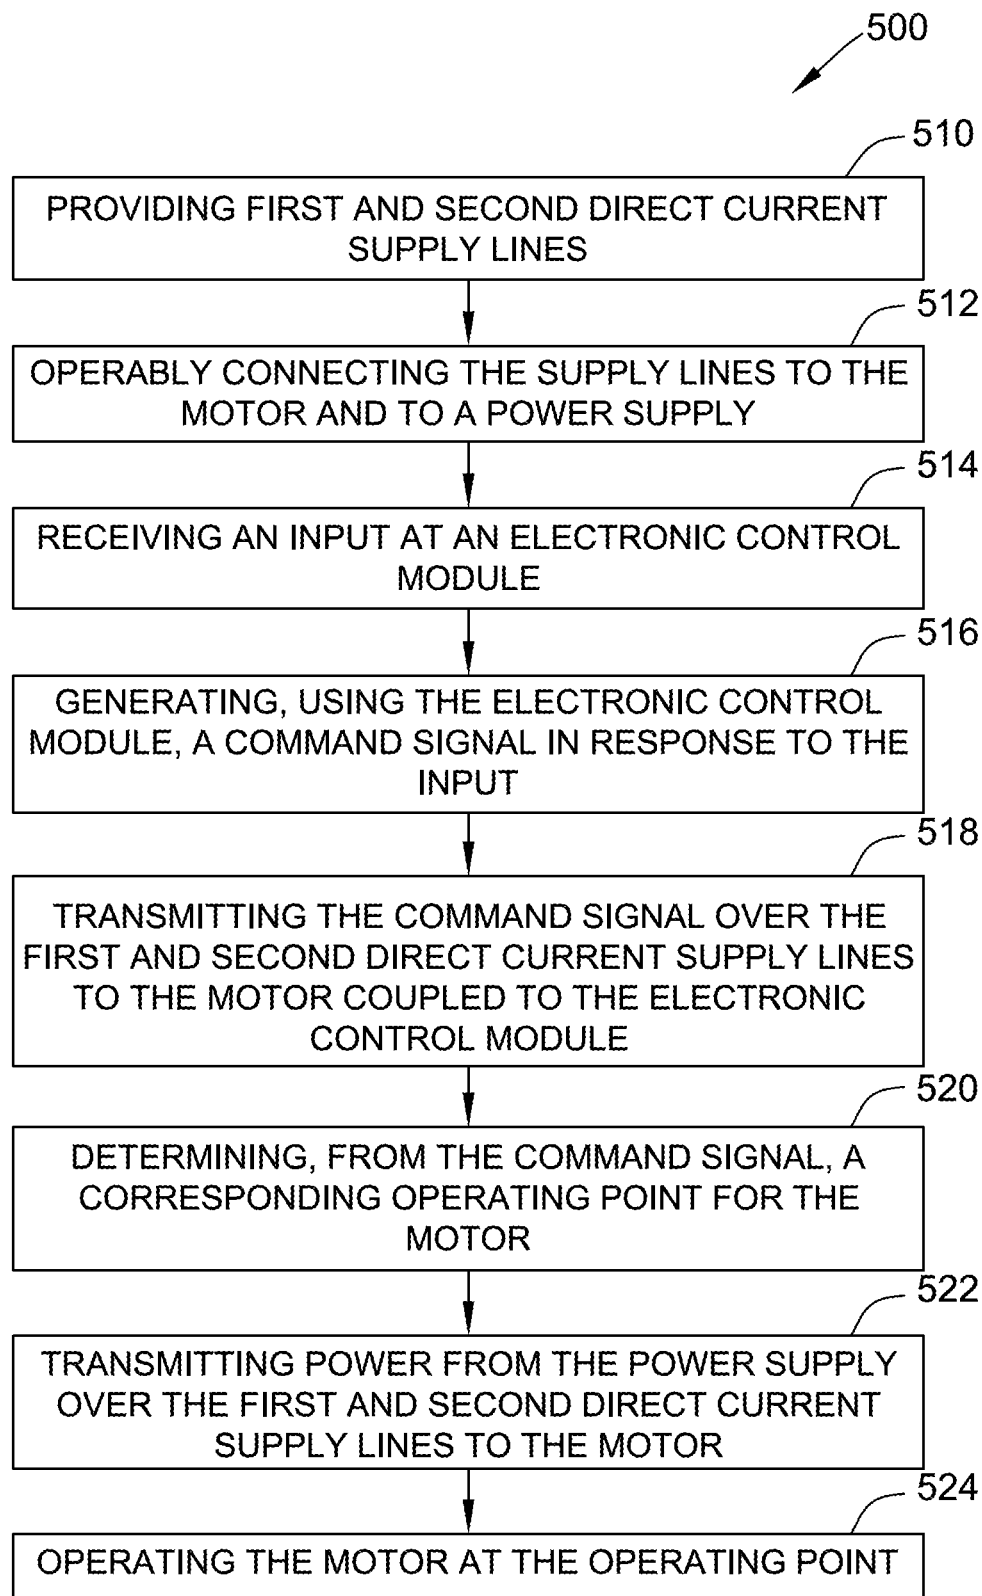 500
510
PROVIDING FIRST AND SECOND DIRECT CURRENT
SUPPLY LINES
512
OPERABLY CONNECTING THE SUPPLY LINES TO THE
MOTOR AND TO A POWER SUPPLY
514
RECEIVING AN INPUT AT AN ELECTRONIC CONTROL
MODULE
516
GENERATING, USING THE ELECTRONIC CONTROL
MODULE, A COMMAND SIGNAL IN RESPONSE TO THE
INPUT
518
TRANSMITTING THE COMMAND SIGNAL OVER THE
FIRST AND SECOND DIRECT CURRENT SUPPLY LINES
TO THE MOTOR COUPLED TO THE ELECTRONIC
CONTROL MODULE
520
DETERMINING, FROM THE COMMAND SIGNAL, A
CORRESPONDING OPERATING POINT FOR THE
MOTOR
522
TRANSMITTING POWER FROM THE POWER SUPPLY
OVER THE FIRST AND SECOND DIRECT CURRENT
SUPPLY LINES TO THE MOTOR
524
OPERATING THE MOTOR AT THE OPERATING POINT